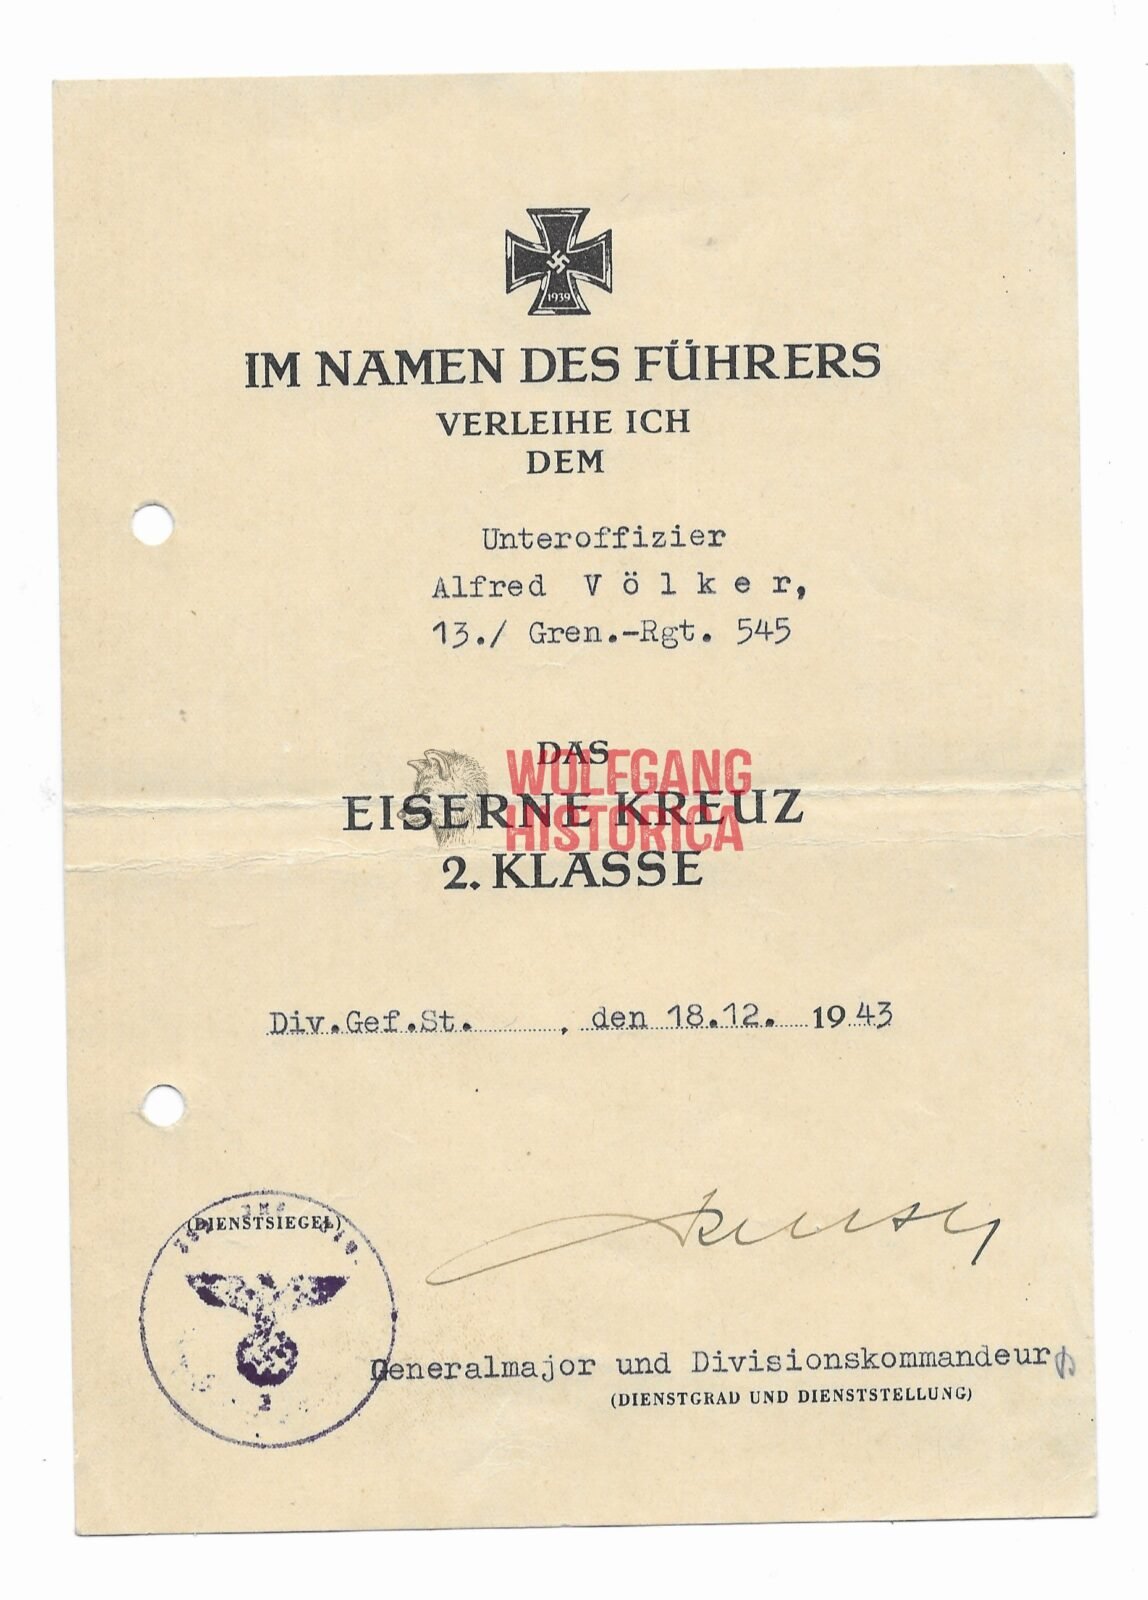 1939
IM NAMEN DES FÜHRERS
VERLEIHE ICH
DEM
Unteroffizier
Alfred V ö l k e r,
13./ Gren.-Rgt. 545
DAS
WOLFGANG
EISERNE KREUZ
HISTORICA
2. KLASSE
Div.Gef.St. , den 18.12. 1943
(DIENSTSIEGEL)
Generalmajor und Divisionskommandeur
(DIENSTGRAD UND DIENSTSTELLUNG)